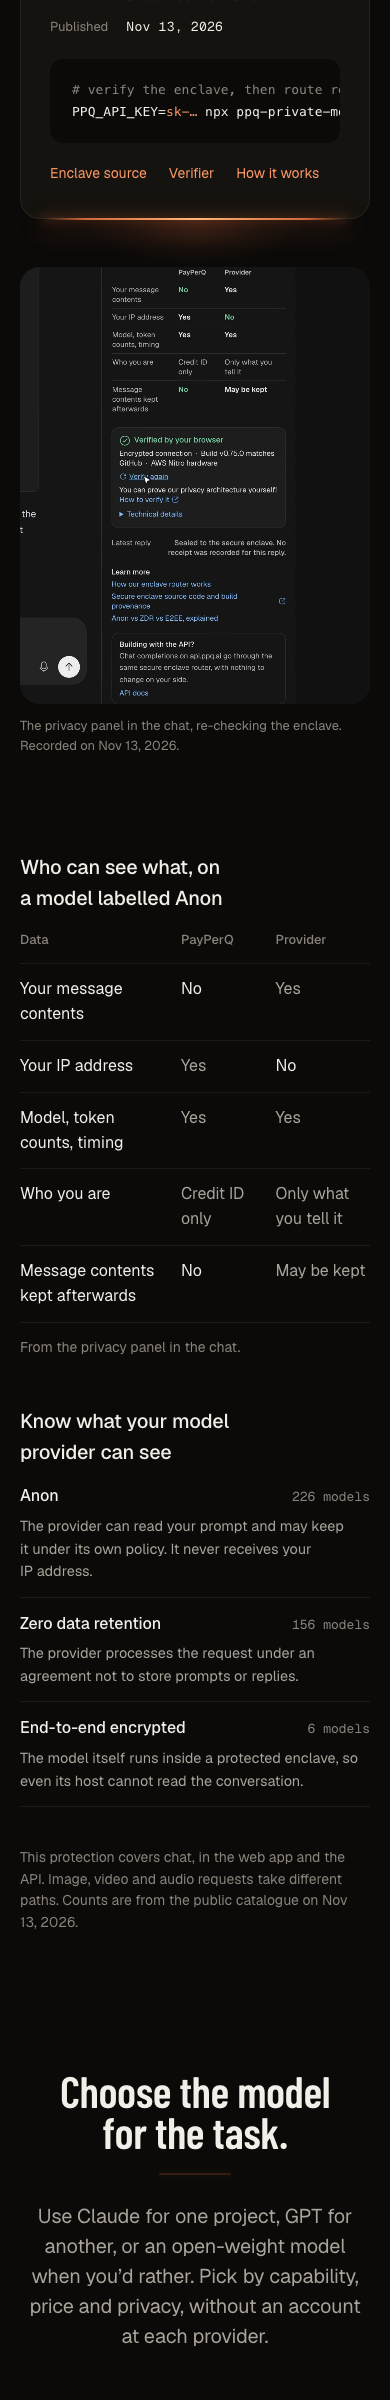 Published Nov 13, 2026
# verify the enclave, then route re
PPQ_API_KEY=sk-… npx ppq-private-mo
Enclave source Verifier How it works
PayPerQ Provider
Your message No Yes
contents
Your IP address Yes No
Model, token Yes Yes
counts, timing
Who you are Credit ID Only what you
only tell it
Message No May be kept
contents kept
afterwards
Verified by your browser
Encrypted connection · Build v0.75.0 matches
GitHub · AWS Nitro hardware
Verify again
You can prove our privacy architecture yourself!
How to verify it
Technical details
Latest reply Sealed to the secure enclave. No
receipt was recorded for this reply.
Learn more
How our enclave router works
Secure enclave source code and build
provenance
Anon vs ZDR vs E2EE, explained
Building with the API?
Chat completions on api.ppq.ai go through the
same secure enclave router, with nothing to
change on your side.
API docs
the
t
The privacy panel in the chat, re-checking the enclave.
Recorded on Nov 13, 2026.
Who can see what, on
a model labelled Anon
Data PayPerQ Provider
Your message No Yes
contents
Your IP address Yes No
Model, token Yes Yes
counts, timing
Who you are Credit ID Only what
only you tell it
Message contents No May be kept
kept afterwards
From the privacy panel in the chat.
Know what your model
provider can see
Anon 226 models
The provider can read your prompt and may keep
it under its own policy. It never receives your
IP address.
Zero data retention 156 models
The provider processes the request under an
agreement not to store prompts or replies.
End-to-end encrypted 6 models
The model itself runs inside a protected enclave, so
even its host cannot read the conversation.
This protection covers chat, in the web app and the
API. Image, video and audio requests take different
paths. Counts are from the public catalogue on Nov
13, 2026.
Choose the model
for the task.
Use Claude for one project, GPT for
another, or an open-weight model
when you’d rather. Pick by capability,
price and privacy, without an account
at each provider.